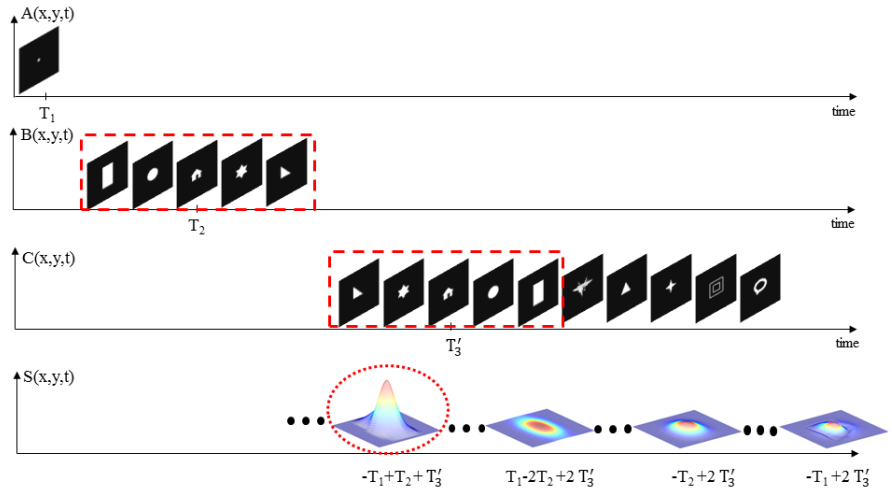 A(x,y,t)
T₁
time
B(x,y,t)
T₂
time
C(x,y,t)
T₃′
time
S(x,y,t)
-T₁+T₂+T₃′
T₁-2T₂+2T₃′
-T₂+2T₃′
-T₁+2T₃′